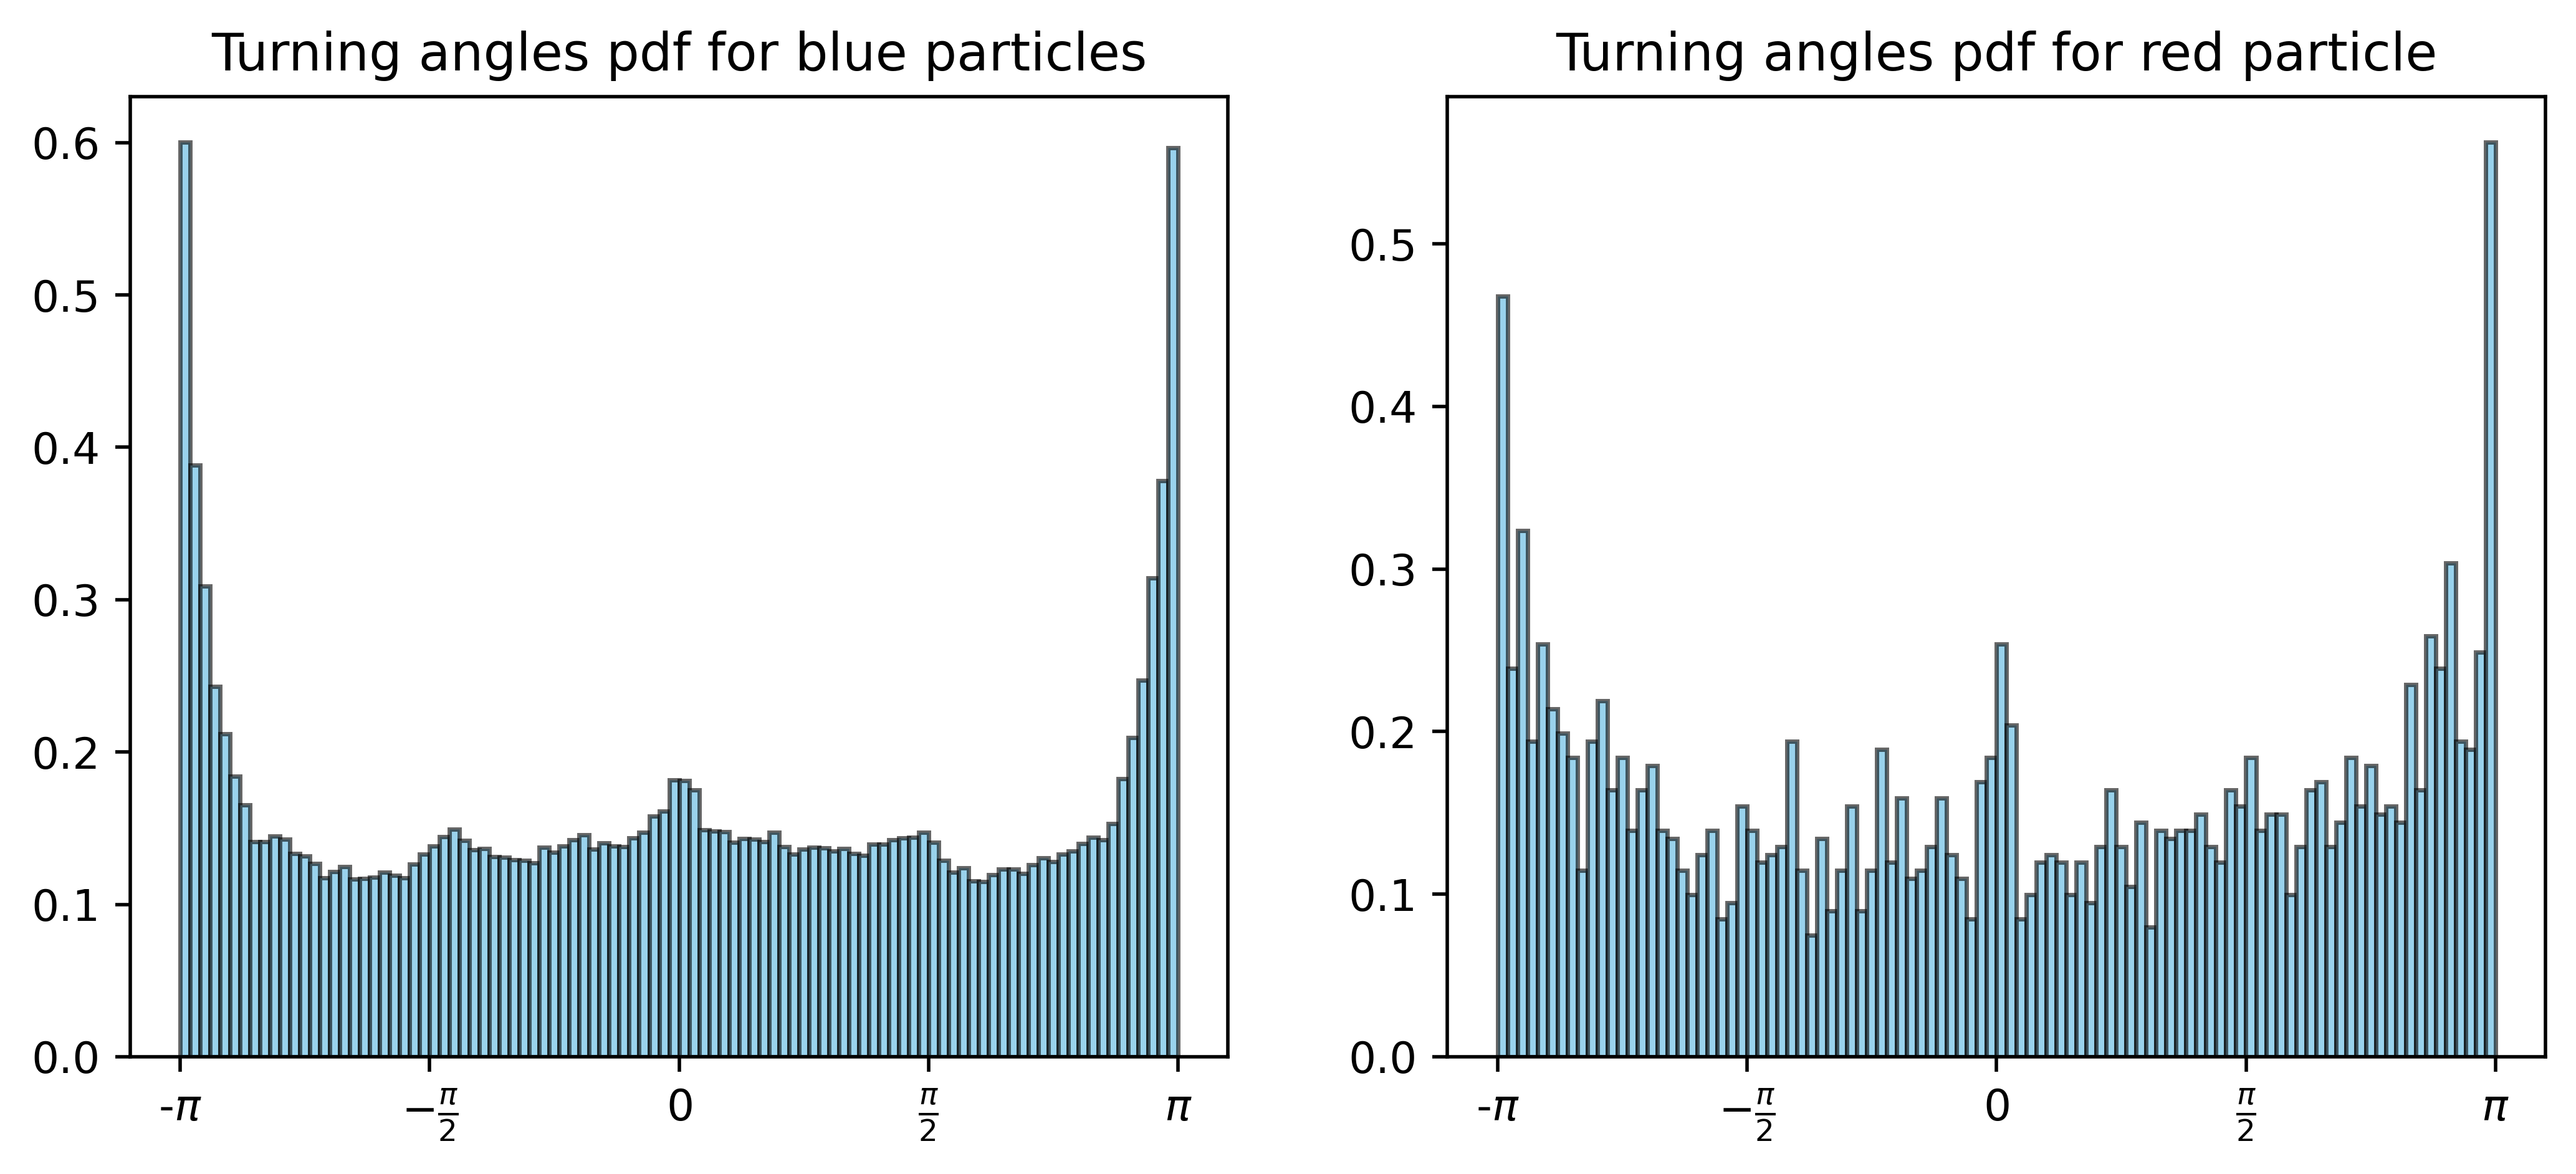 Turning angles pdf for blue particles
0.6
0.5
0.4
0.3
0.2
0.1
0.0
-π
−π/2
0
π/2
π
Turning angles pdf for red particle
0.5
0.4
0.3
0.2
0.1
0.0
-π
−π/2
0
π/2
π